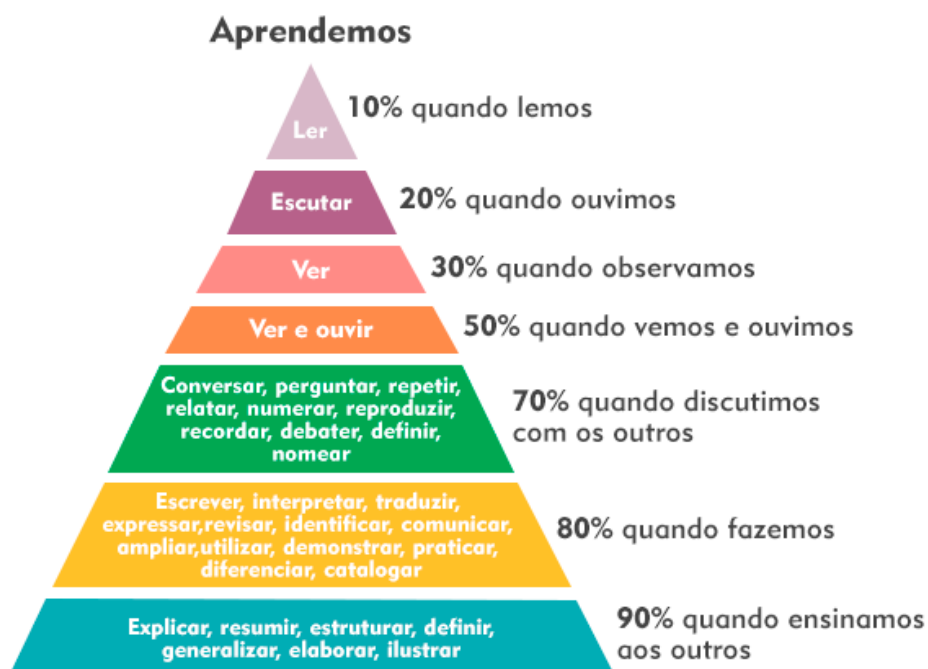 Aprendemos
Ler
10% quando lemos
Escutar
20% quando ouvimos
Ver
30% quando observamos
Ver e ouvir
50% quando vemos e ouvimos
Conversar, perguntar, repetir,
relatar, numerar, reproduzir,
recordar, debater, definir,
nomear
70% quando discutimos
com os outros
Escrever, interpretar, traduzir,
expressar,revisar, identificar, comunicar,
ampliar,utilizar, demonstrar, praticar,
diferenciar, catalogar
80% quando fazemos
Explicar, resumir, estruturar, definir,
generalizar, elaborar, ilustrar
90% quando ensinamos
aos outros